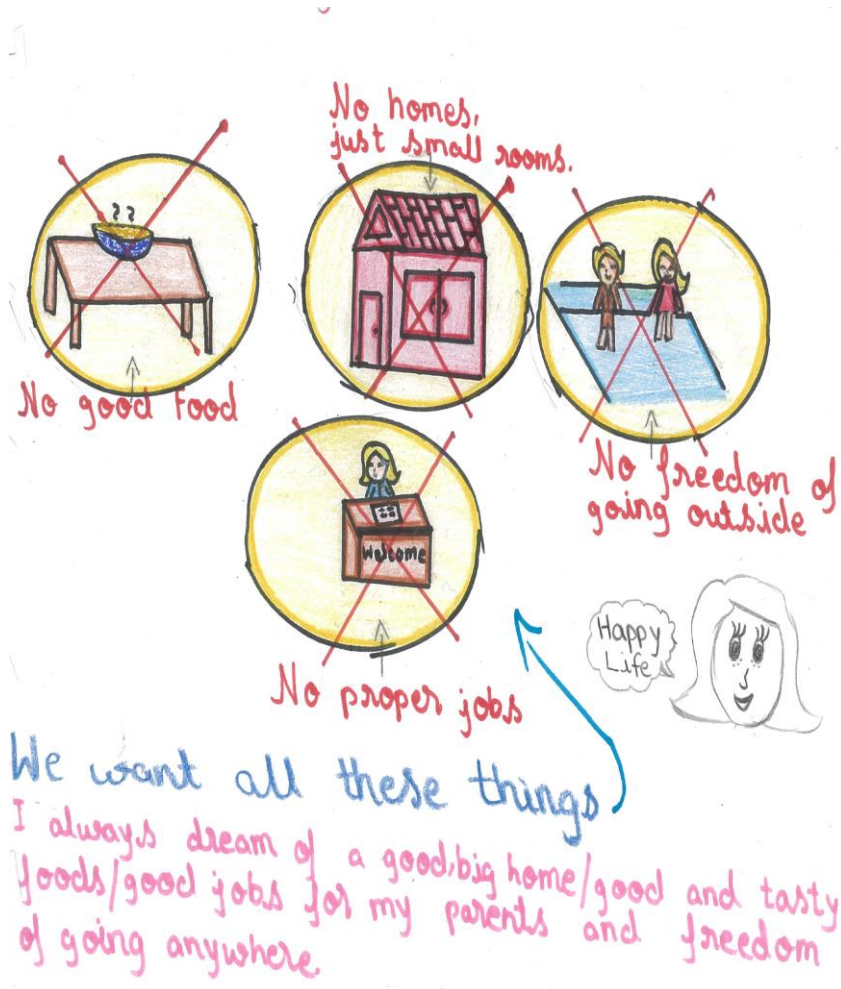 No homes,
just small rooms.
No good food
No freedom of
going outside
Welcome
No proper jobs
Happy
Life
We want all these things
I always dream of a good,big home/good and tasty
foods/good jobs for my parents and freedom
of going anywhere.